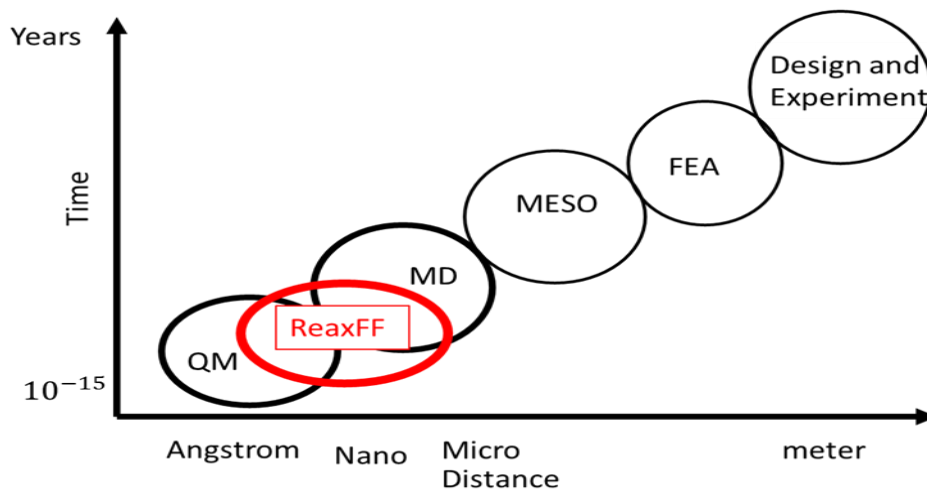 Years
Design and
Experiment
FEA
MESO
Time
MD
ReaxFF
QM
10⁻¹⁵
Angstrom
Nano
Micro
Distance
meter